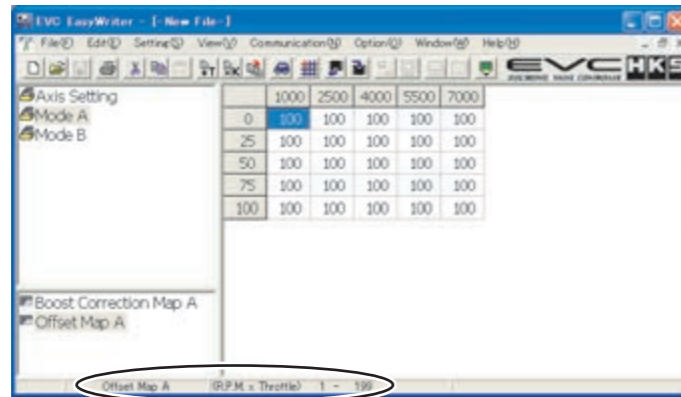 EVC EasyWriter - [-New File-]
File(F) Edit(E) Setting(S) View(V) Communication(N) Option(O) Window(W) Help(H)
EVC HKS
ELECTRONIC VALVE CONTROLLER
Axis Setting
Mode A
Mode B
1000 2500 4000 5500 7000
0 100 100 100 100 100
25 100 100 100 100 100
50 100 100 100 100 100
75 100 100 100 100 100
100 100 100 100 100 100
Boost Correction Map A
Offset Map A
Offset Map A (R.P.M. x Throttle) 1 - 199